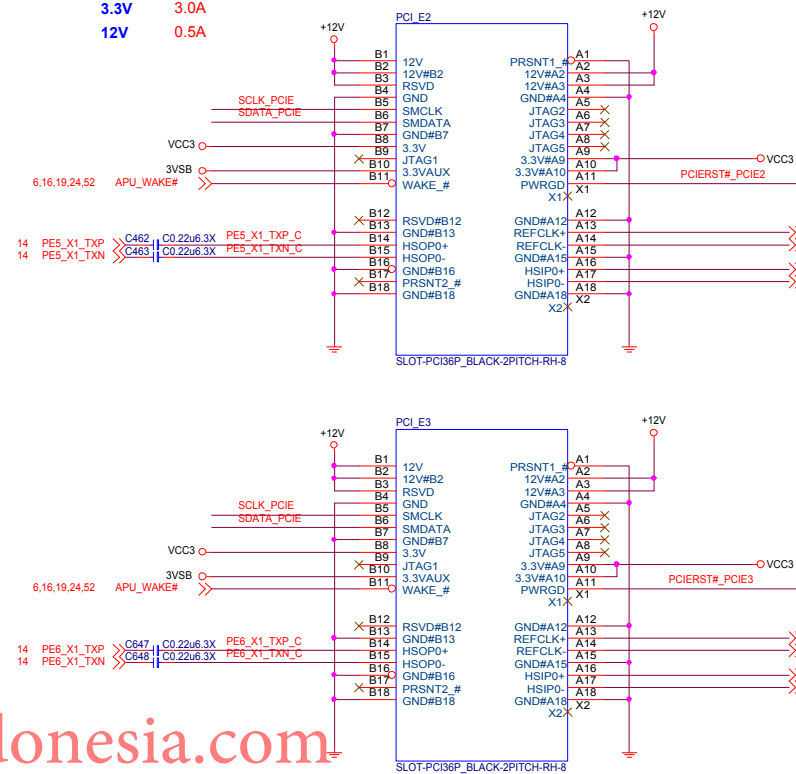 3.3V 3.0A
12V 0.5A
PCI_E2
+12V +12V
B1 12V PRSNT1_# A1
B2 12V#B2 12V#A2 A2
B3 RSVD 12V#A3 A3
B4 GND GND#A4 A4
SCLK_PCIE B5 SMCLK JTAG2 A5
SDATA_PCIE B6 SMDATA JTAG3 A6
B7 GND#B7 JTAG4 A7
VCC3 B8 3.3V JTAG5 A8
B9 JTAG1 3.3V#A9 A9 VCC3
3VSB B10 3.3VAUX 3.3V#A10 A10
6,16,19,24,52 APU_WAKE# B11 WAKE_# PWRGD A11 PCIERST#_PCIE2
X1 X1
B12 RSVD#B12 GND#A12 A12
B13 GND#B13 REFCLK+ A13
14 PE5_X1_TXP C462 C0.22u6.3X PE5_X1_TXP_C B14 HSOP0+ REFCLK- A14
14 PE5_X1_TXN C463 C0.22u6.3X PE5_X1_TXN_C B15 HSOP0- GND#A15 A15
B16 GND#B16 HSIP0+ A16
B17 PRSNT2_# HSIP0- A17
B18 GND#B18 GND#A18 A18
X2 X2
SLOT-PCI36P_BLACK-2PITCH-RH-8
PCI_E3
+12V +12V
B1 12V PRSNT1_# A1
B2 12V#B2 12V#A2 A2
B3 RSVD 12V#A3 A3
B4 GND GND#A4 A4
SCLK_PCIE B5 SMCLK JTAG2 A5
SDATA_PCIE B6 SMDATA JTAG3 A6
B7 GND#B7 JTAG4 A7
VCC3 B8 3.3V JTAG5 A8
B9 JTAG1 3.3V#A9 A9 VCC3
3VSB B10 3.3VAUX 3.3V#A10 A10
6,16,19,24,52 APU_WAKE# B11 WAKE_# PWRGD A11 PCIERST#_PCIE3
X1 X1
B12 RSVD#B12 GND#A12 A12
B13 GND#B13 REFCLK+ A13
14 PE6_X1_TXP C647 C0.22u6.3X PE6_X1_TXP_C B14 HSOP0+ REFCLK- A14
14 PE6_X1_TXN C648 C0.22u6.3X PE6_X1_TXN_C B15 HSOP0- GND#A15 A15
B16 GND#B16 HSIP0+ A16
B17 PRSNT2_# HSIP0- A17
B18 GND#B18 GND#A18 A18
X2 X2
donesia.com
SLOT-PCI36P_BLACK-2PITCH-RH-8